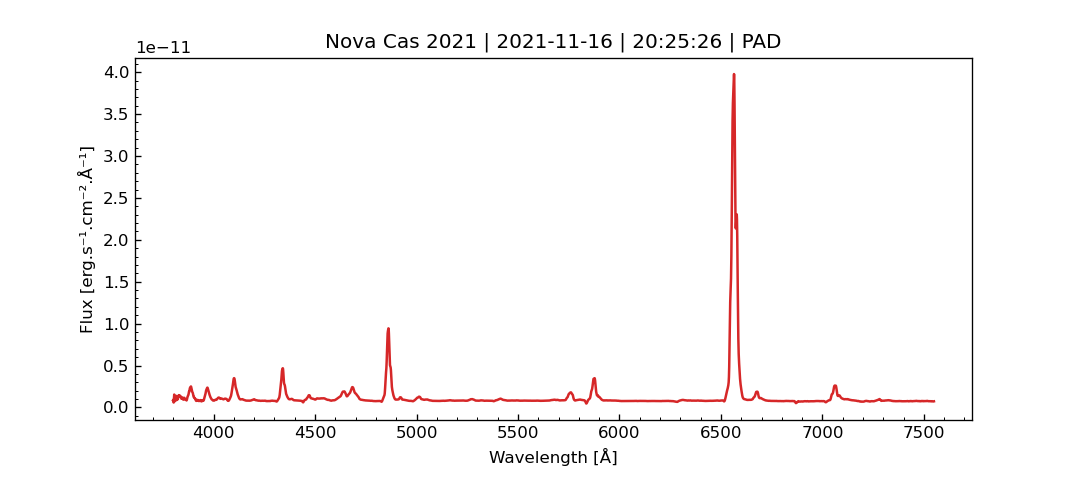 Nova Cas 2021 | 2021-11-16 | 20:25:26 | PAD
1e−11
4.0
3.5
3.0
2.5
2.0
1.5
1.0
0.5
0.0
Flux [erg.s⁻¹.cm⁻².Å⁻¹]
4000 4500 5000 5500 6000 6500 7000 7500
Wavelength [Å]